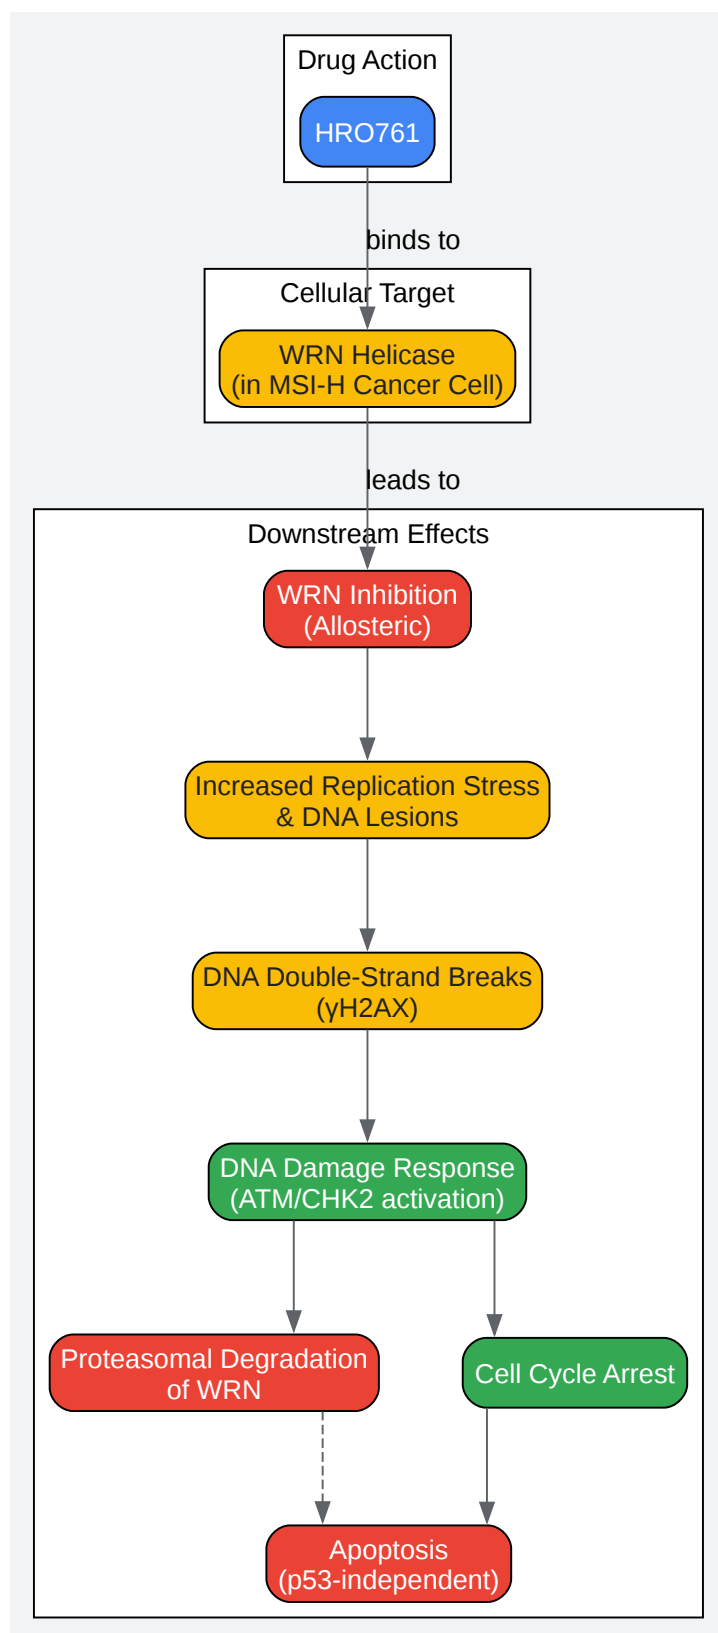 Drug Action
HRO761
binds to
Cellular Target
WRN Helicase
(in MSI-H Cancer Cell)
leads to
Downstream Effects
WRN Inhibition
(Allosteric)
Increased Replication Stress
& DNA Lesions
DNA Double-Strand Breaks
(γH2AX)
DNA Damage Response
(ATM/CHK2 activation)
Proteasomal Degradation
of WRN
Cell Cycle Arrest
Apoptosis
(p53-independent)